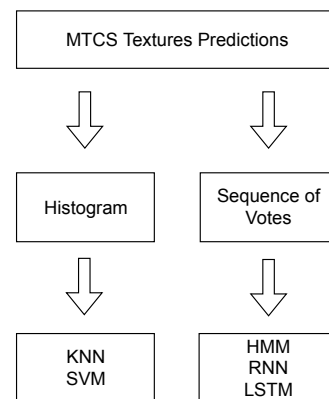 MTCS Textures Predictions
Histogram
Sequence of
Votes
KNN
SVM
HMM
RNN
LSTM